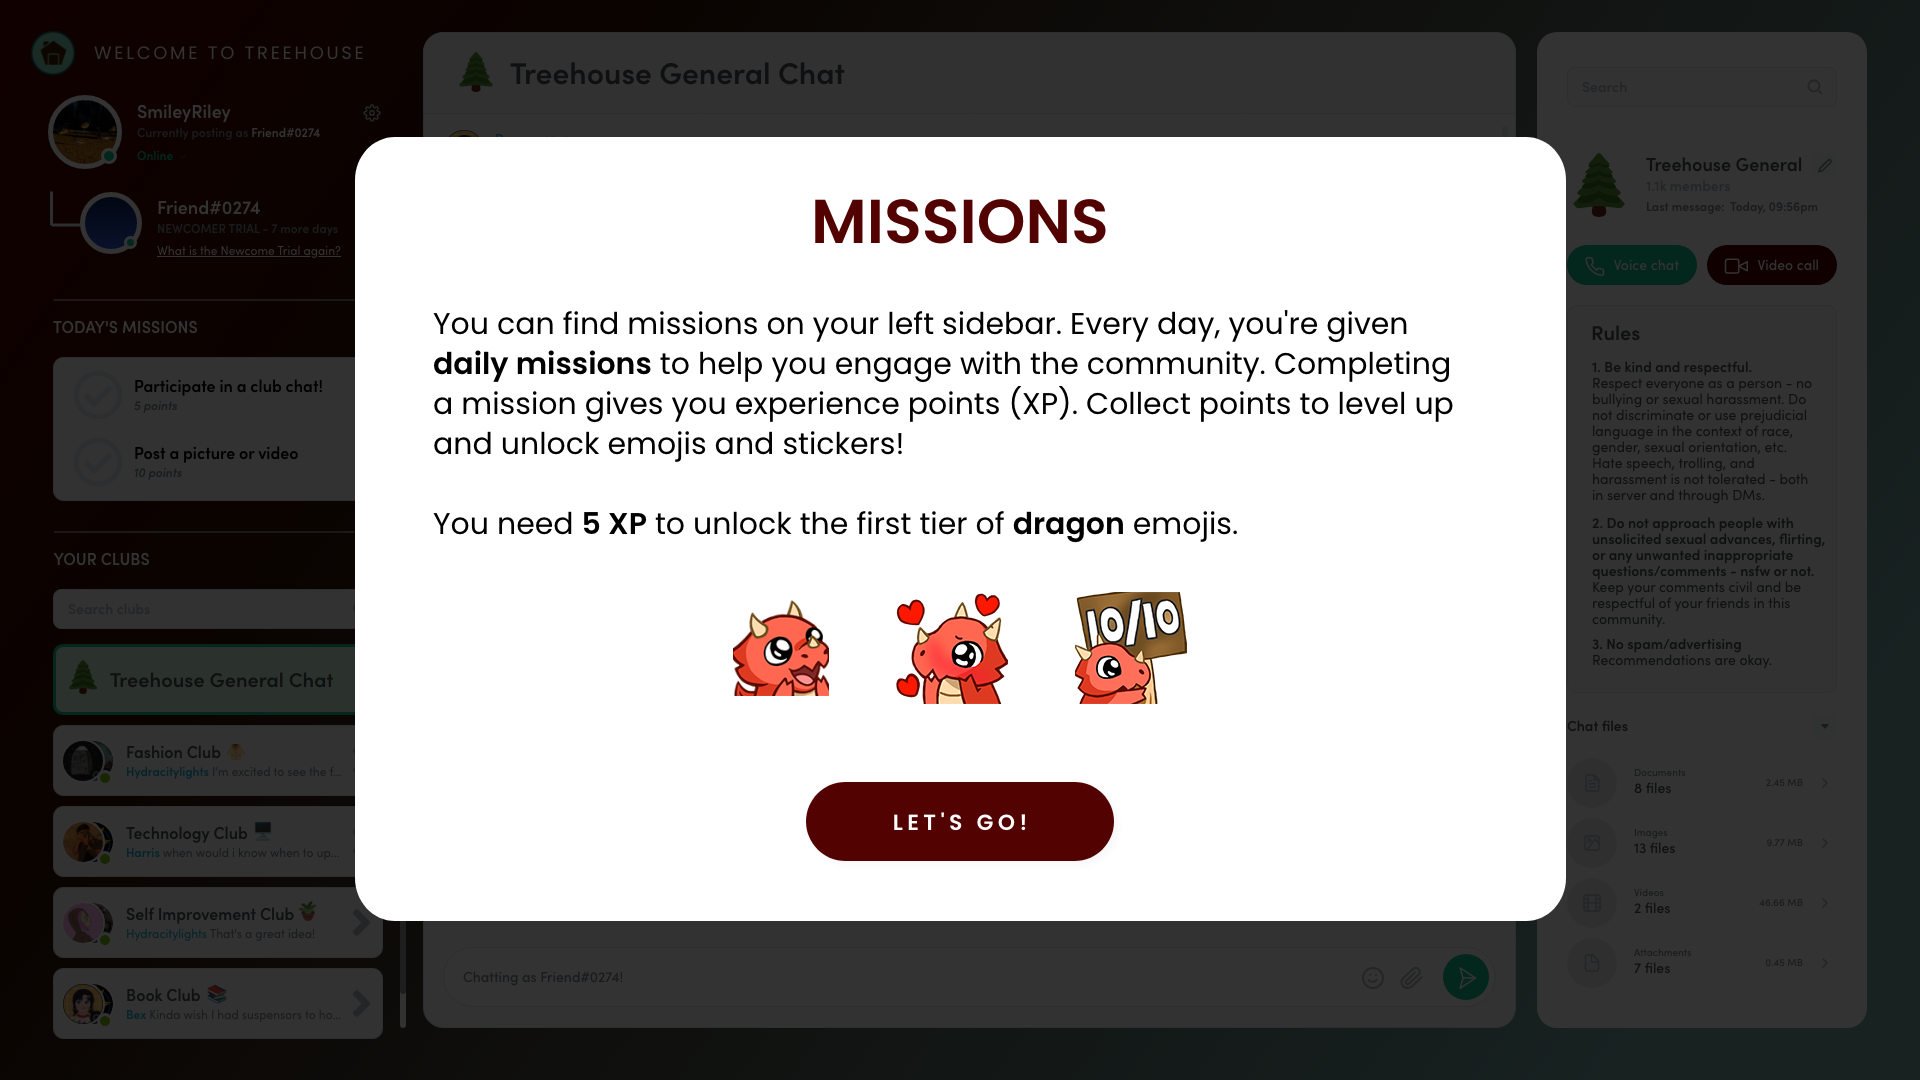 WELCOME TO TREEHOUSE
SmileyRiley
Currently posting as Friend#0274
Online
Friend#0274
NEWCOMER TRIAL - 7 more days
What is the Newcome Trial again?
TODAY'S MISSIONS
Participate in a club chat!
5 points
Post a picture or video
10 points
YOUR CLUBS
Search clubs
Treehouse General Chat
Fashion Club
Hydracitylights I'm excited to see the f...
Technology Club
Harris when would i know when to up...
Self Improvement Club
Hydracitylights That's a great idea!
Book Club
Bex Kinda wish I had suspensors to ho...
Treehouse General Chat
MISSIONS
You can find missions on your left sidebar. Every day, you're given
daily missions to help you engage with the community. Completing
a mission gives you experience points (XP). Collect points to level up
and unlock emojis and stickers!
You need 5 XP to unlock the first tier of dragon emojis.
10/10
LET'S GO!
Chatting as Friend#0274!
Search
Treehouse General
1.1k members
Last message: Today, 09:56pm
Voice chat
Video call
Rules
1. Be kind and respectful.
Respect everyone as a person - no
bullying or sexual harassment. Do
not discriminate or use prejudicial
language in the context of race,
gender, sexual orientation, etc.
Hate speech, trolling, and
harassment is not tolerated - both
in server and through DMs.
2. Do not approach people with
unsolicited sexual advances, flirting,
or any unwanted inappropriate
questions/comments - nsfw or not.
Keep your comments civil and be
respectful of your friends in this
community.
3. No spam/advertising
Recommendations are okay.
Chat files
Documents
8 files
2.45 MB
Images
13 files
9.77 MB
Videos
2 files
46.66 MB
Attachments
7 files
0.45 MB